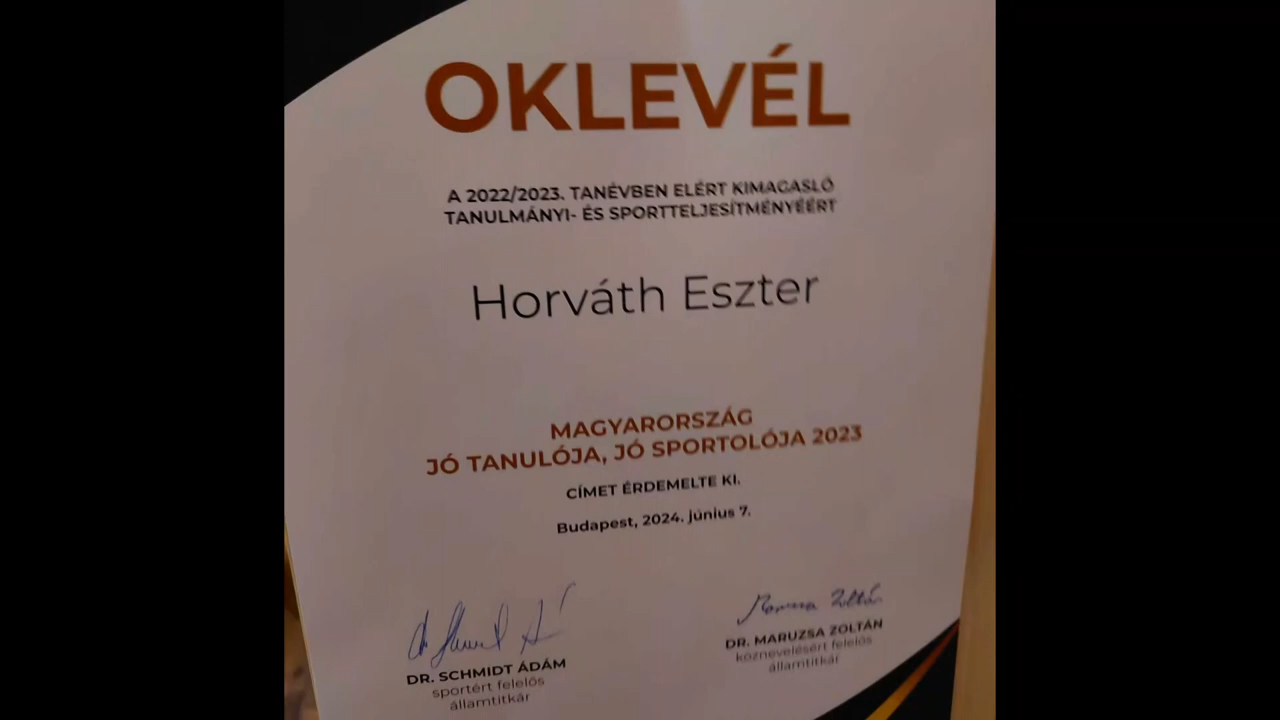 OKLEVÉL
A 2022/2023. TANÉVBEN ELÉRT KIMAGASLÓ
TANULMÁNYI- ÉS SPORTTELJESÍTMÉNYÉÉRT
Horváth Eszter
MAGYARORSZÁG
JÓ TANULÓJA, JÓ SPORTOLÓJA 2023
CÍMET ÉRDEMELTE KI.
Budapest, 2024. június 7.
DR. SCHMIDT ÁDÁM
sportért felelős
államtitkár
DR. MARUZSA ZOLTÁN
köznevelésért felelős
államtitkár